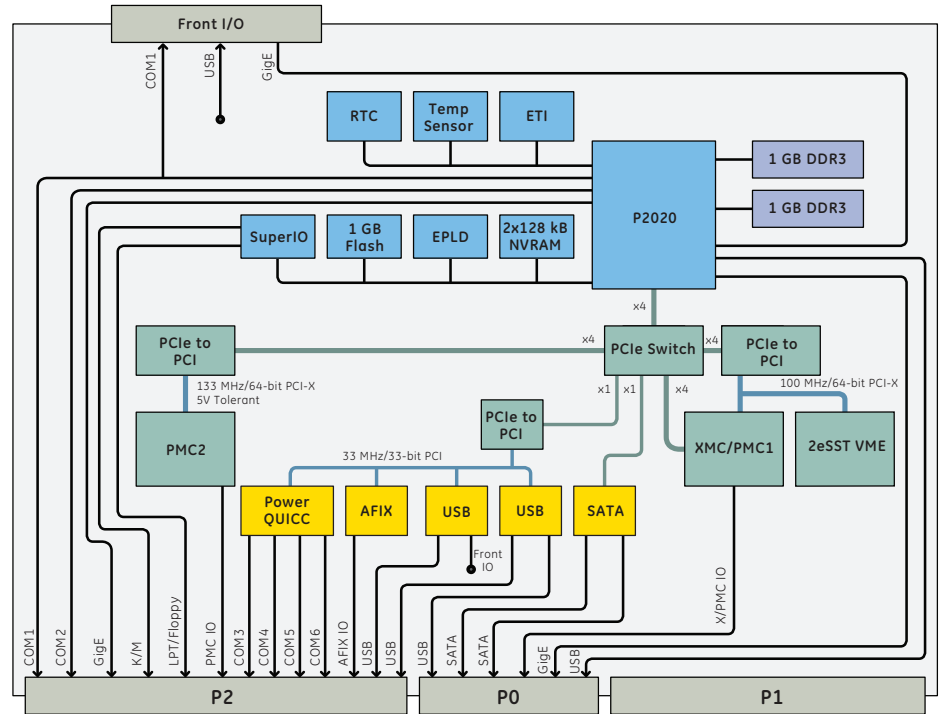 Front I/O
COM1
USB
GigE
RTC
Temp
Sensor
ETI
P2020
1 GB DDR3
1 GB DDR3
SuperIO
1 GB
Flash
EPLD
2x128 kB
NVRAM
x4
PCIe to
PCI
x4
PCIe Switch
x4
PCIe to
PCI
133 MHz/64-bit PCI-X
5V Tolerant
x1
x1
x4
100 MHz/64-bit PCI-X
PMC2
PCIe to
PCI
XMC/PMC1
2eSST VME
33 MHz/33-bit PCI
Power
QUICC
AFIX
USB
USB
SATA
Front
IO
X/PMC IO
COM1
COM2
GigE
K/M
LPT/Floppy
PMC IO
COM3
COM4
COM5
COM6
AFIX IO
USB
USB
USB
SATA
SATA
GigE
USB
P2
P0
P1